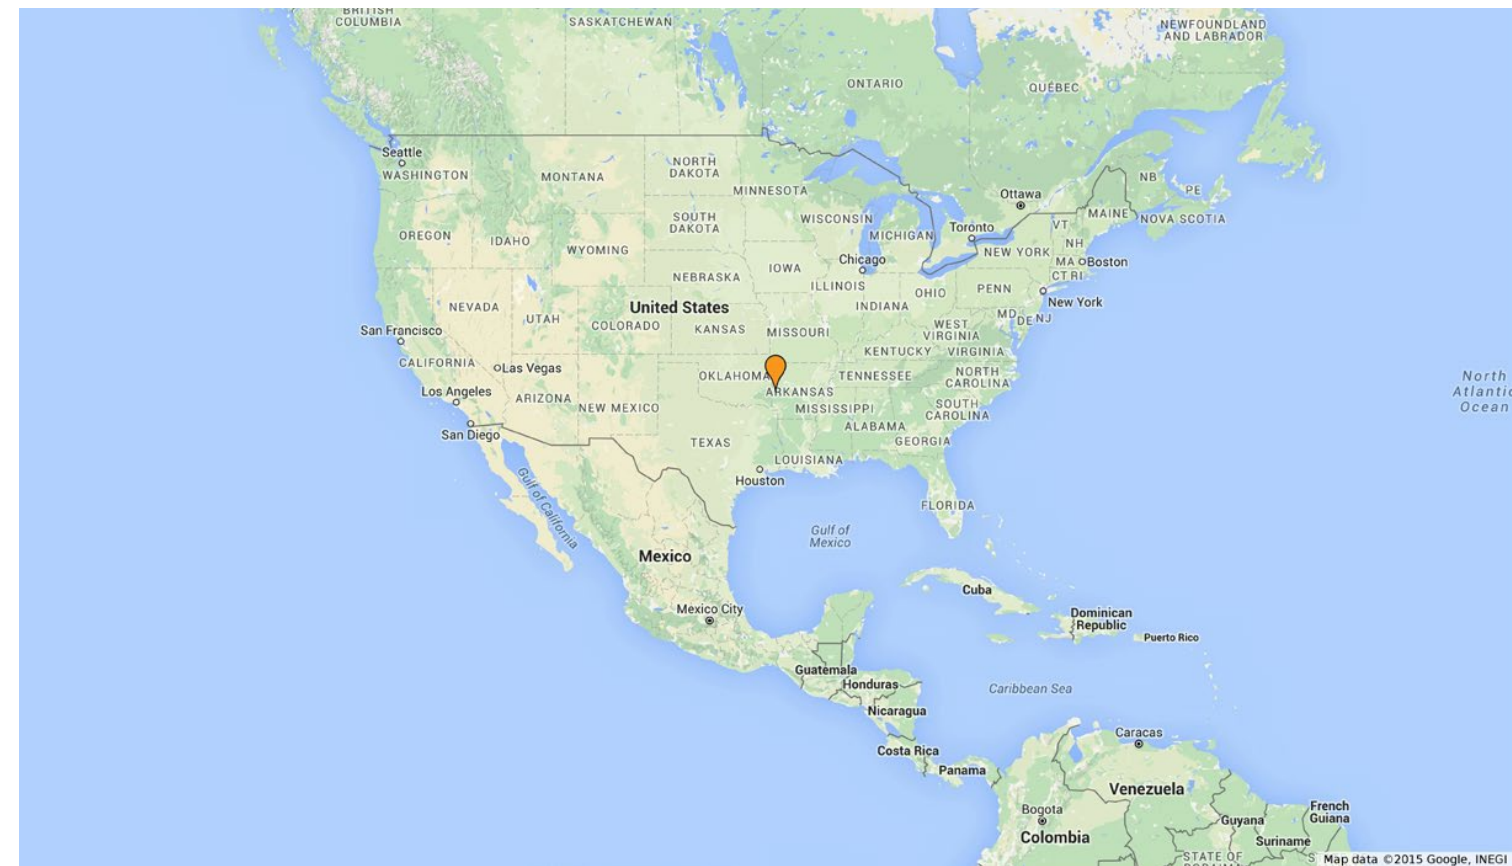 BRITISH
COLUMBIA
SASKATCHEWAN
NEWFOUNDLAND
AND LABRADOR
ONTARIO
QUÉBEC
Seattle
WASHINGTON
MONTANA
NORTH
DAKOTA
MINNESOTA
Ottawa
NB
PE
MAINE
NOVA SCOTIA
OREGON
IDAHO
WYOMING
SOUTH
DAKOTA
WISCONSIN
MICHIGAN
Toronto
VT
NH
NEW YORK
MA
Boston
CT RI
NEBRASKA
IOWA
Chicago
ILLINOIS
INDIANA
OHIO
PENN
New York
NEVADA
UTAH
COLORADO
United States
KANSAS
MISSOURI
WEST
VIRGINIA
MD
DE
NJ
San Francisco
CALIFORNIA
Las Vegas
KENTUCKY
VIRGINIA
Los Angeles
ARIZONA
NEW MEXICO
OKLAHOMA
ARKANSAS
TENNESSEE
NORTH
CAROLINA
North
Atlantic
Ocean
San Diego
MISSISSIPPI
SOUTH
CAROLINA
TEXAS
ALABAMA
GEORGIA
LOUISIANA
Houston
FLORIDA
Gulf of California
Gulf of
Mexico
Mexico
Mexico City
Cuba
Dominican
Republic
Puerto Rico
Guatemala
Honduras
Caribbean Sea
Nicaragua
Costa Rica
Panama
Caracas
Venezuela
Bogota
Colombia
Guyana
French
Guiana
Suriname
STATE OF
Map data ©2015 Google, INEGI